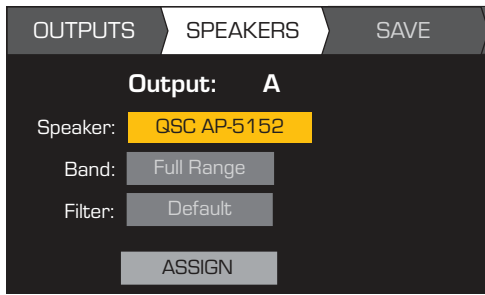 OUTPUTS SPEAKERS SAVE
Output: A
Speaker: QSC AP-5152
Band: Full Range
Filter: Default
ASSIGN